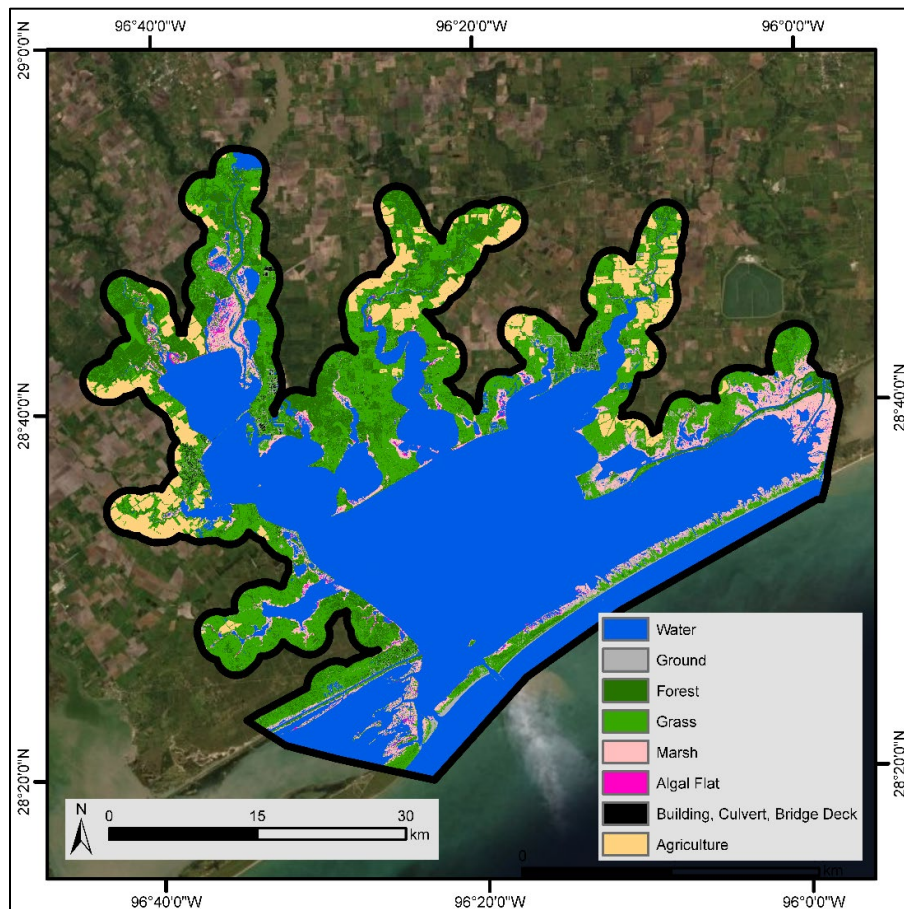 96°40'0"W 96°20'0"W 96°0'0"W
29°0'0"N
28°40'0"N 28°40'0"N
28°20'0"N 28°20'0"N
Water
Ground
Forest
Grass
Marsh
Algal Flat
Building, Culvert, Bridge Deck
Agriculture
N
0 15 30
km
0
km
96°40'0"W 96°20'0"W 96°0'0"W